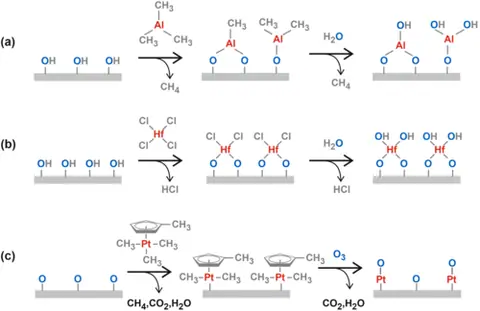 (a)
OH OH OH
CH₃
Al
CH₃ CH₃
CH₄
CH₃
Al
O O
CH₃ CH₃
Al
O
H₂O
CH₄
OH
Al
O O
OH OH
Al
O
(b)
OH OH OH OH
Cl Cl
Hf
Cl Cl
HCl
Cl Cl Cl Cl
Hf Hf
O O O O
H₂O
HCl
OH OH OH OH
Hf Hf
O O O O
(c)
O O O
CH₃
CH₃-Pt-CH₃
CH₃
CH₄,CO₂,H₂O
CH₃ CH₃
CH₃-Pt-CH₃ CH₃-Pt-CH₃
O₃
CO₂,H₂O
O O
Pt O Pt